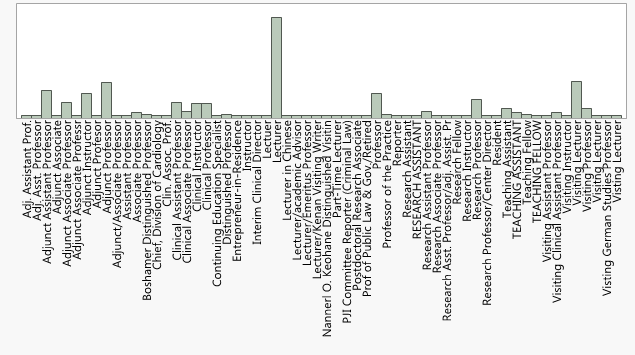 Adj. Assistant Prof.
Adj. Asst. Professor
Adjunct Assistant Professor
Adjunct Associate
Adjunct Associate Professor
Adjunct Associate Professr
Adjunct Instructor
Adjunct Profesor
Adjunct Professor
Adjunct/Associate Professor
Assistant Professor
Associate Professor
Boshamer Distinguished Professor
Chief, Division of Cardiology
Clin. Assoc. Prof.
Clinical Assistant Professor
Clinical Associate Professor
Clinical Instructor
Clinical Professor
Continuing Education Specialist
Distinguished Professor
Entrepreneur-in-Residence
Instructor
Interim Clinical Director
Lectuer
Lecturer
Lecturer in Chinese
Lecturer/academic Advisor
Lecturer/Emeritus Professor
Lecturer/Kenan Visiting Writer
Nannerl O. Keohane Distinguished Visitin
Part-Time Lecturer
PJI Committee Reporter (Criminal Law)
Postdoctoral Research Associate
Prof of Public Law & Gov, Retired
Professor
Professor of the Practice
Reporter
Research Assistant
RESEARCH ASSISTANT
Research Assistant Professor
Research Associate Professor
Research Asst. Professor/adj. Assist. Pr
Research Fellow
Research Instructor
Research Professor
Research Professor/Center Director
Resident
Teaching Assistant
TEACHING ASSISTANT
Teaching Fellow
TEACHING FELLOW
Visiting Assistant Professor
Visiting Clinical Assistant Professor
Visiting Instructor
Visiting Lecturer
Visiting Professor
Visitng Lecturer
Visting German Studies Professor
Visting Lecturer